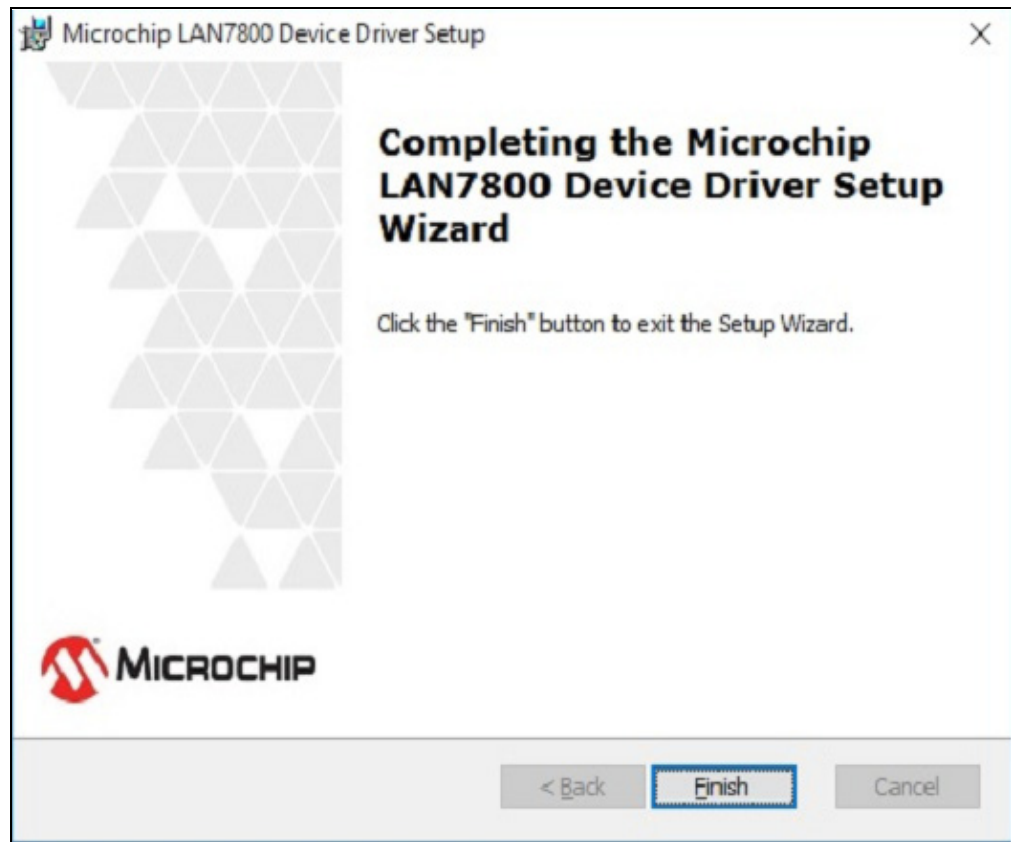 Microchip LAN7800 Device Driver Setup
Completing the Microchip
LAN7800 Device Driver Setup
Wizard
Click the "Finish" button to exit the Setup Wizard.
MICROCHIP
< Back
Finish
Cancel